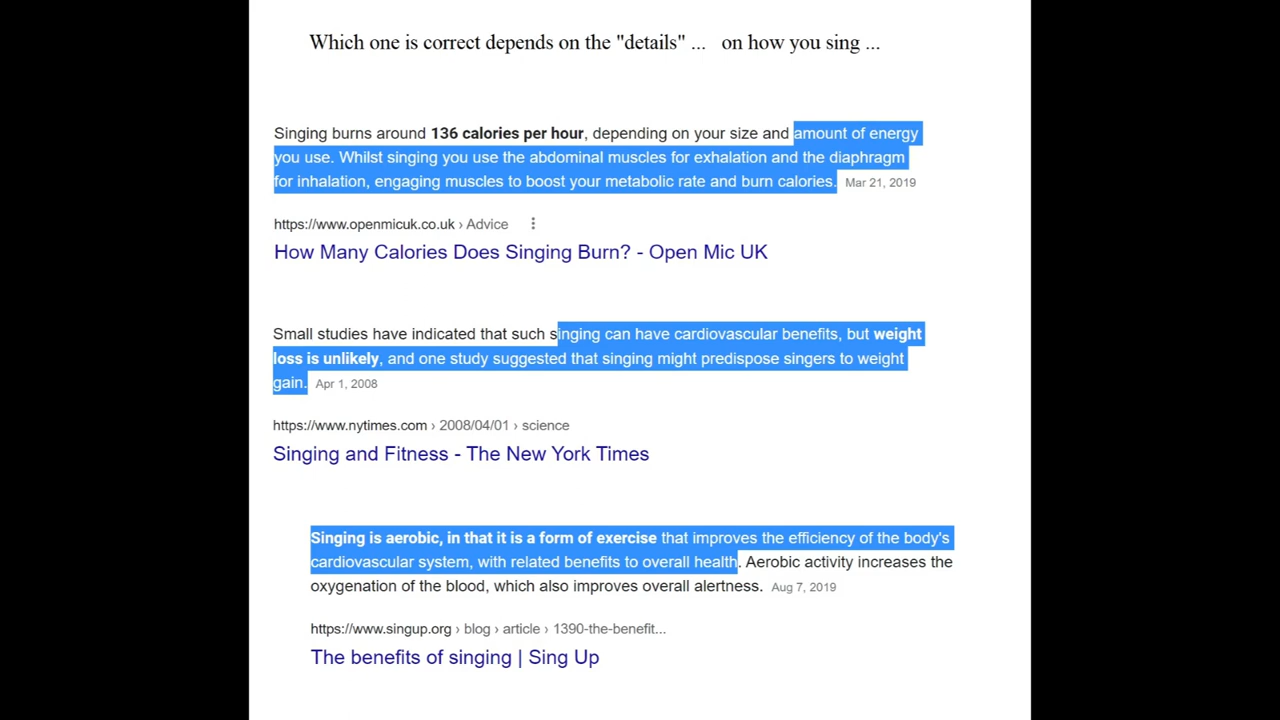 Which one is correct depends on the "details" ... on how you sing ...
Singing burns around 136 calories per hour, depending on your size and amount of energy
you use. Whilst singing you use the abdominal muscles for exhalation and the diaphragm
for inhalation, engaging muscles to boost your metabolic rate and burn calories. Mar 21, 2019
https://www.openmicuk.co.uk › Advice ⋮
How Many Calories Does Singing Burn? - Open Mic UK
Small studies have indicated that such singing can have cardiovascular benefits, but weight
loss is unlikely, and one study suggested that singing might predispose singers to weight
gain. Apr 1, 2008
https://www.nytimes.com › 2008/04/01 › science
Singing and Fitness - The New York Times
Singing is aerobic, in that it is a form of exercise that improves the efficiency of the body's
cardiovascular system, with related benefits to overall health. Aerobic activity increases the
oxygenation of the blood, which also improves overall alertness. Aug 7, 2019
https://www.singup.org › blog › article › 1390-the-benefit...
The benefits of singing | Sing Up